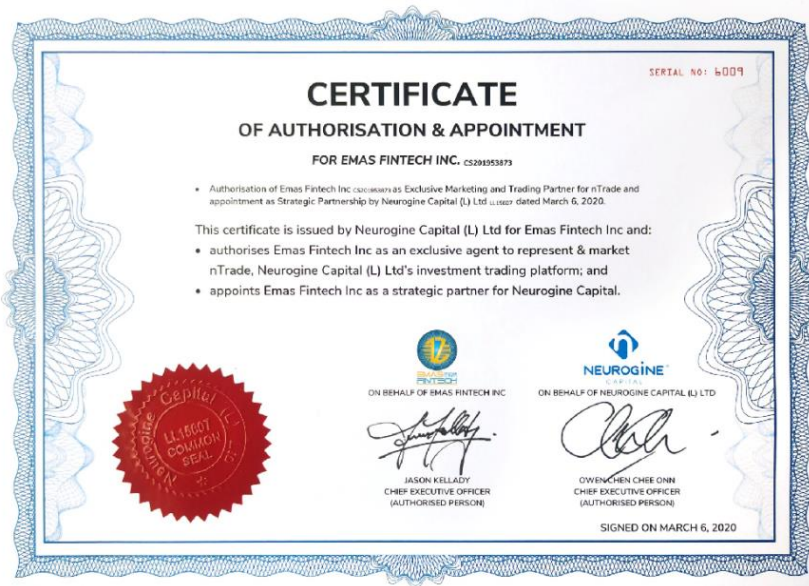 SERIAL NO: 6009
CERTIFICATE
OF AUTHORISATION & APPOINTMENT
FOR EMAS FINTECH INC. CS201953873
• Authorisation of Emas Fintech Inc CS201953873 as Exclusive Marketing and Trading Partner for nTrade and
appointment as Strategic Partnership by Neurogine Capital (L) Ltd LL15607 dated March 6, 2020.
This certificate is issued by Neurogine Capital (L) Ltd for Emas Fintech Inc and:
• authorises Emas Fintech Inc as an exclusive agent to represent & market
nTrade, Neurogine Capital (L) Ltd's investment trading platform; and
• appoints Emas Fintech Inc as a strategic partner for Neurogine Capital.
EMAS
FINTECH
NEUROGINE
CAPITAL
ON BEHALF OF EMAS FINTECH INC
ON BEHALF OF NEUROGINE CAPITAL (L) LTD
Neurogine Capital (L)
LL15607
COMMON
SEAL
JASON KELLADY
CHIEF EXECUTIVE OFFICER
(AUTHORISED PERSON)
OWEN CHEN CHEE ONN
CHIEF EXECUTIVE OFFICER
(AUTHORISED PERSON)
SIGNED ON MARCH 6, 2020